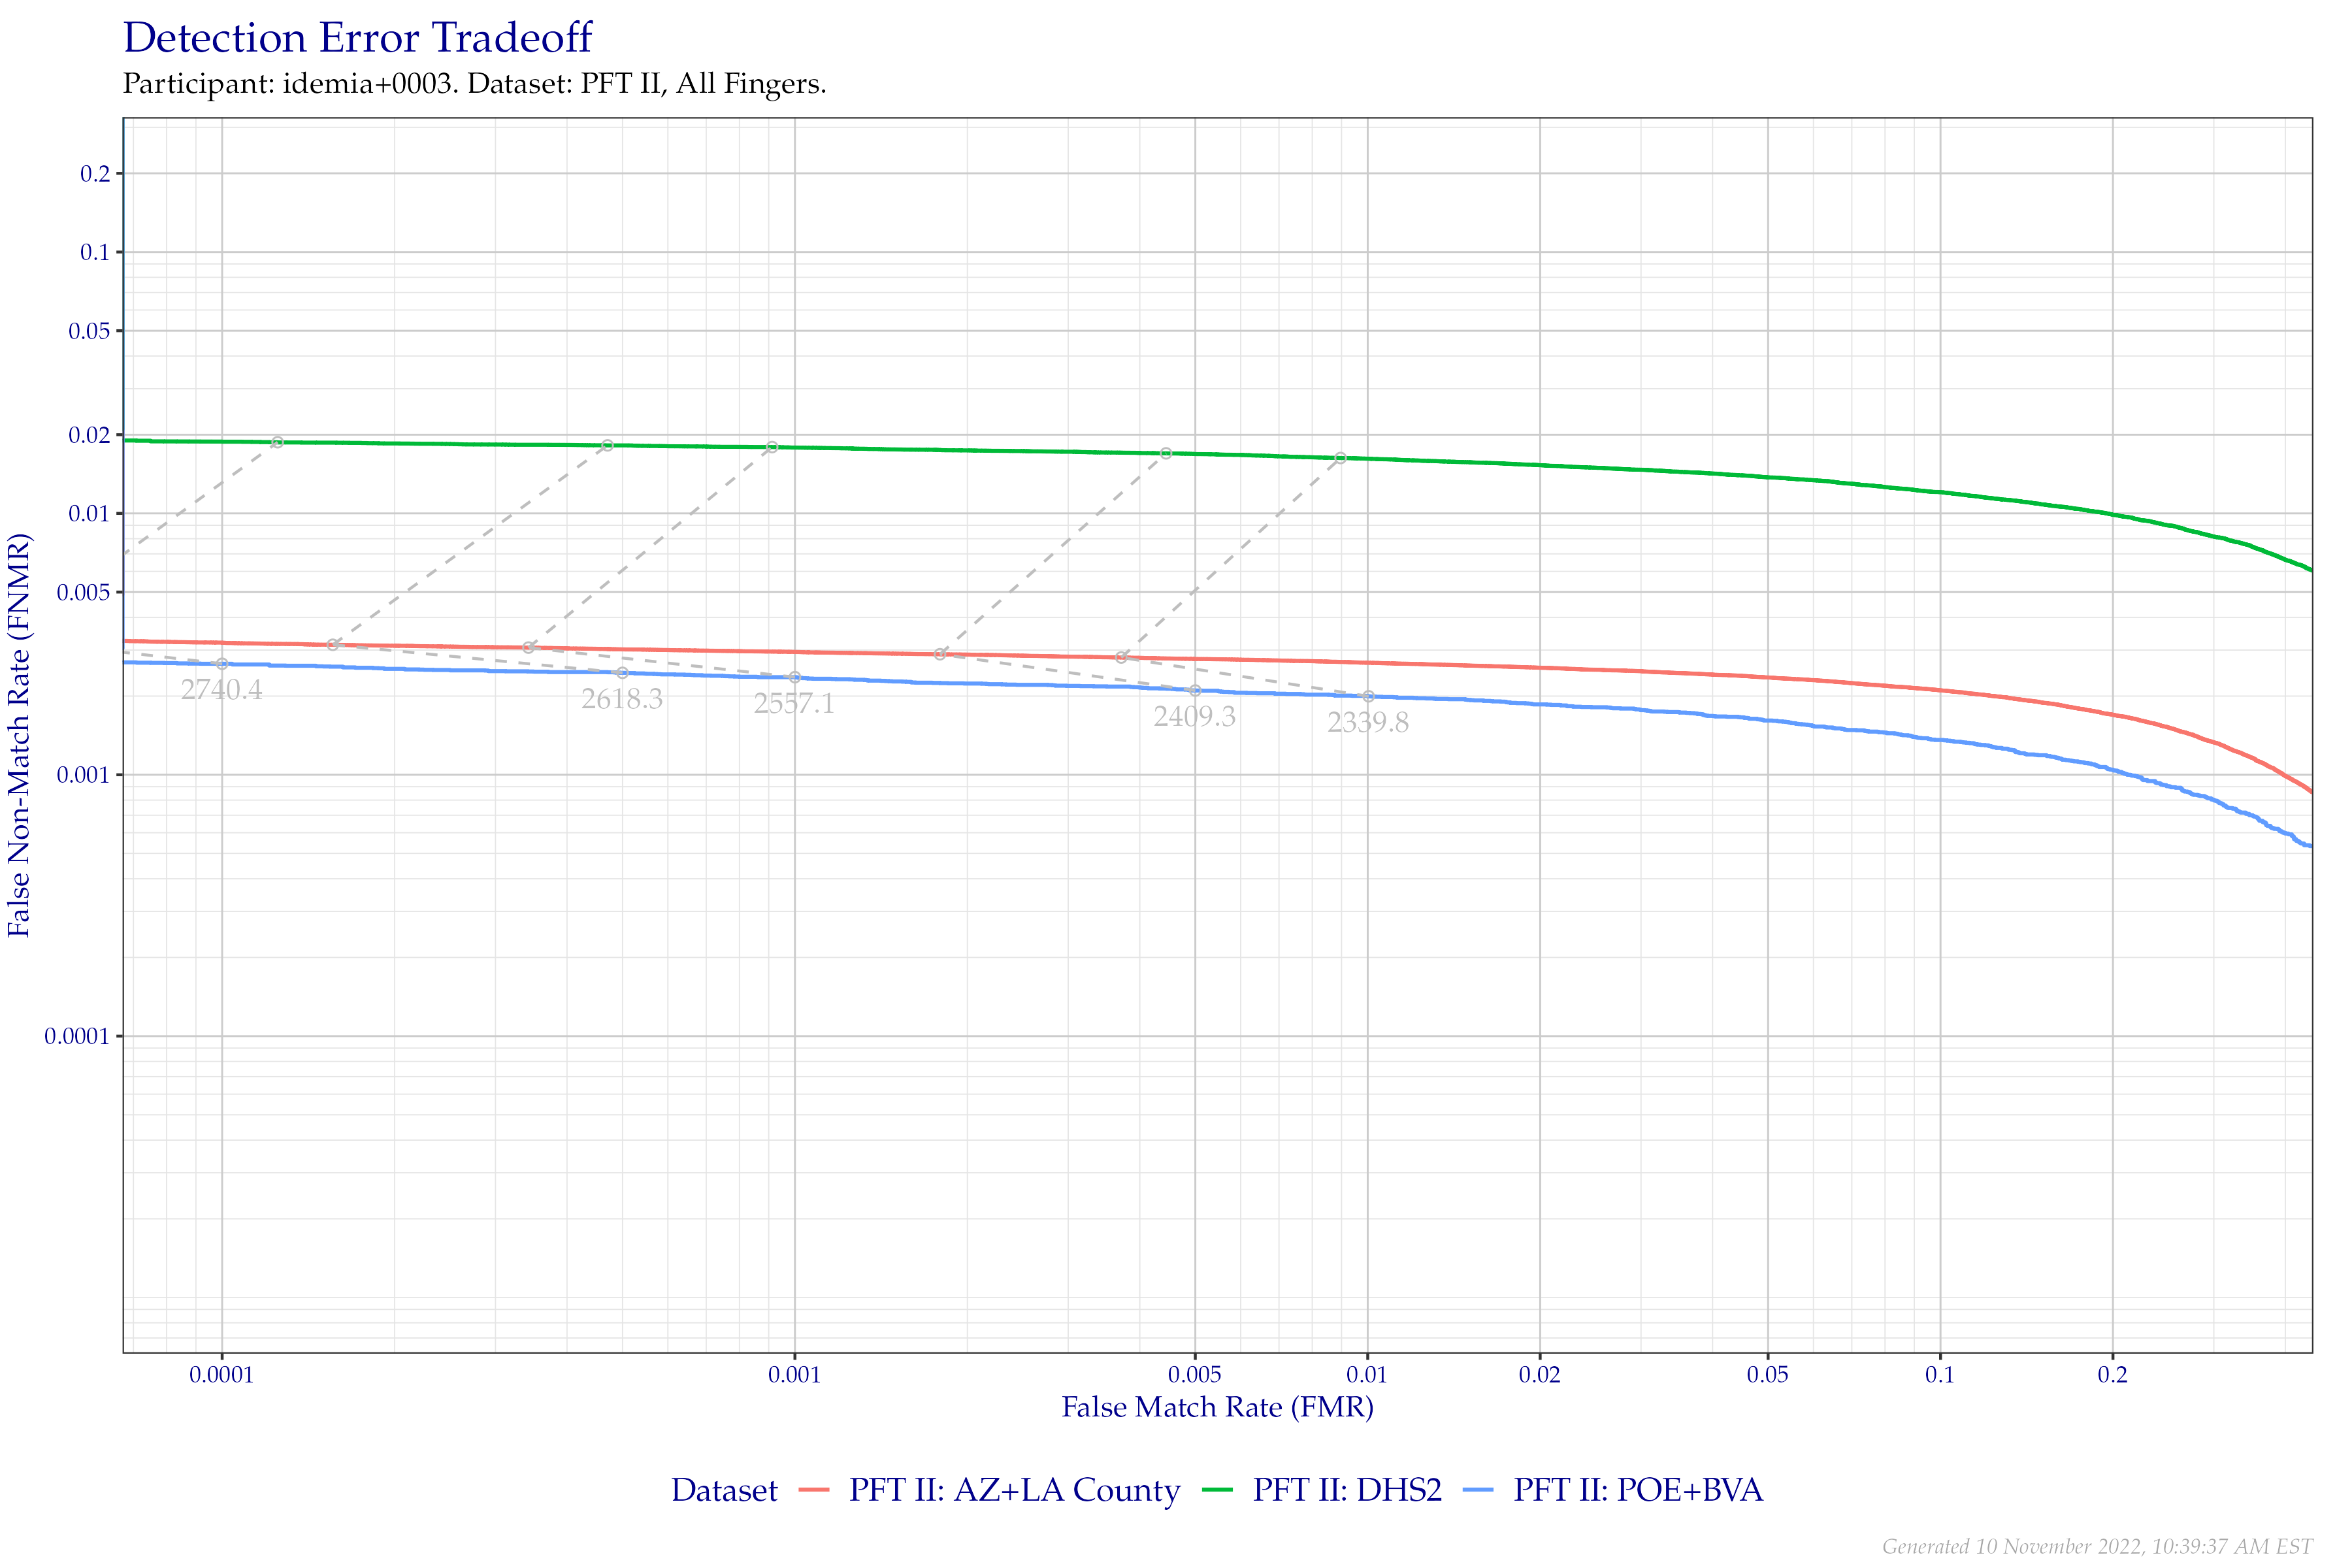 Detection Error Tradeoff
Participant: idemia+0003. Dataset: PFT II, All Fingers.
False Non-Match Rate (FNMR)
0.2
0.1
0.05
0.02
0.01
0.005
0.001
0.0001
2740.4
2618.3
2557.1
2409.3
2339.8
0.0001 0.001 0.005 0.01 0.02 0.05 0.1 0.2
False Match Rate (FMR)
Dataset PFT II: AZ+LA County PFT II: DHS2 PFT II: POE+BVA
Generated 10 November 2022, 10:39:37 AM EST